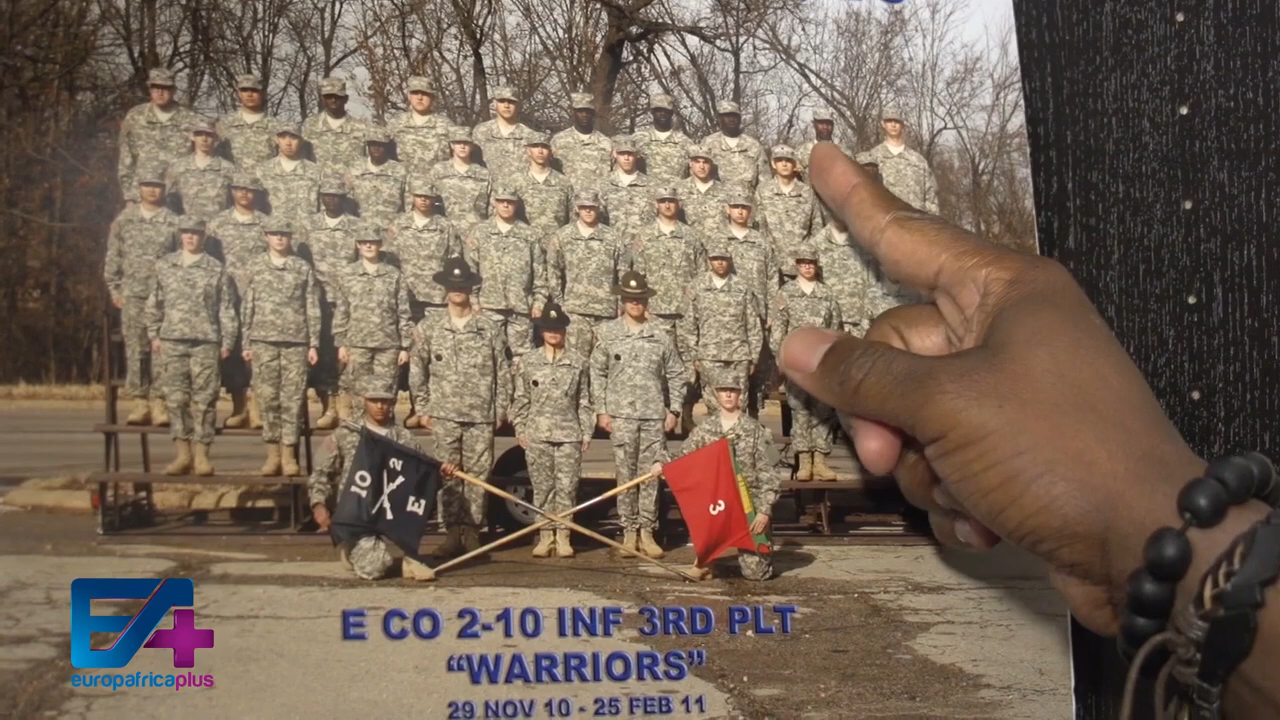 E CO 2-10 INF 3RD PLT
“WARRIORS”
29 NOV 10 - 25 FEB 11
10
2
E
3
europafricaplus